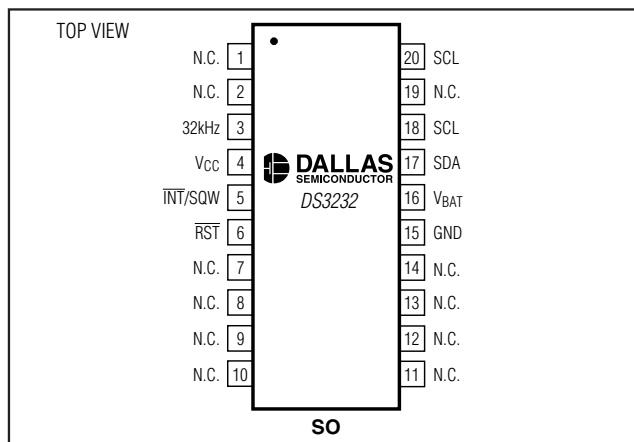 TOP VIEW
N.C. 1
N.C. 2
32kHz 3
VCC 4
INT/SQW 5
RST 6
N.C. 7
N.C. 8
N.C. 9
N.C. 10
DALLAS
SEMICONDUCTOR
DS3232
20 SCL
19 N.C.
18 SCL
17 SDA
16 VBAT
15 GND
14 N.C.
13 N.C.
12 N.C.
11 N.C.
SO